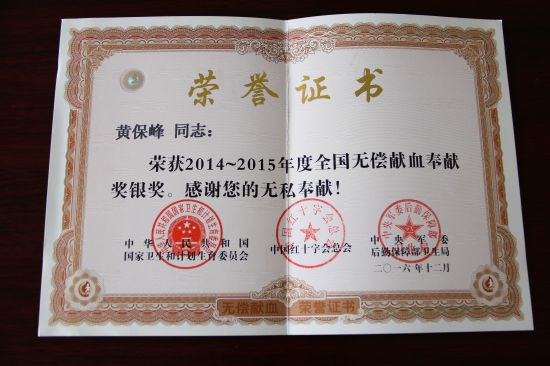 荣誉证书
黄保峰 同志：
荣获2014~2015年度全国无偿献血奉献
奖银奖。感谢您的无私奉献！
中华人民共和国
国家卫生和计划生育委员会
中国红十字会总会
中央军委
后勤保障部卫生局
二〇一六年十二月
无偿献血 荣誉证书